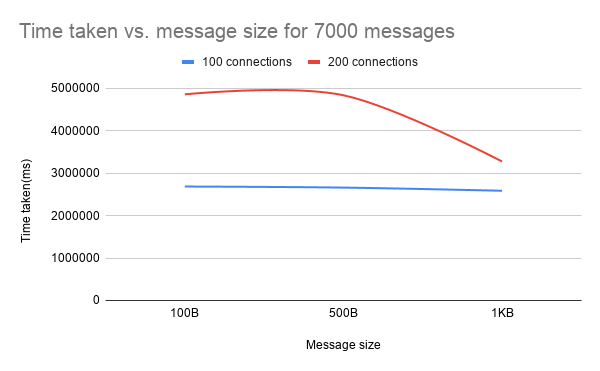 Time taken vs. message size for 7000 messages
100 connections 200 connections
5000000
4000000
3000000
2000000
1000000
0
Time taken(ms)
100B 500B 1KB
Message size